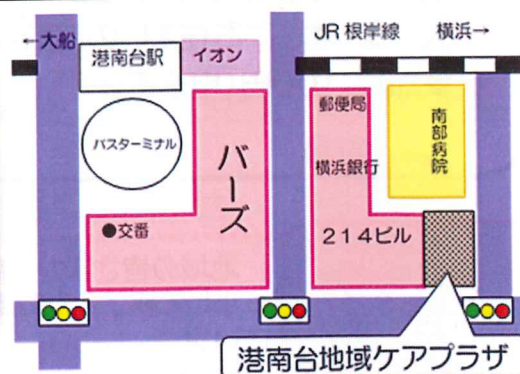 ←大船
港南台駅
イオン
JR 根岸線
横浜→
バスターミナル
バーズ
●交番
郵便局
横浜銀行
214ビル
南部病院
港南台地域ケアプラザ